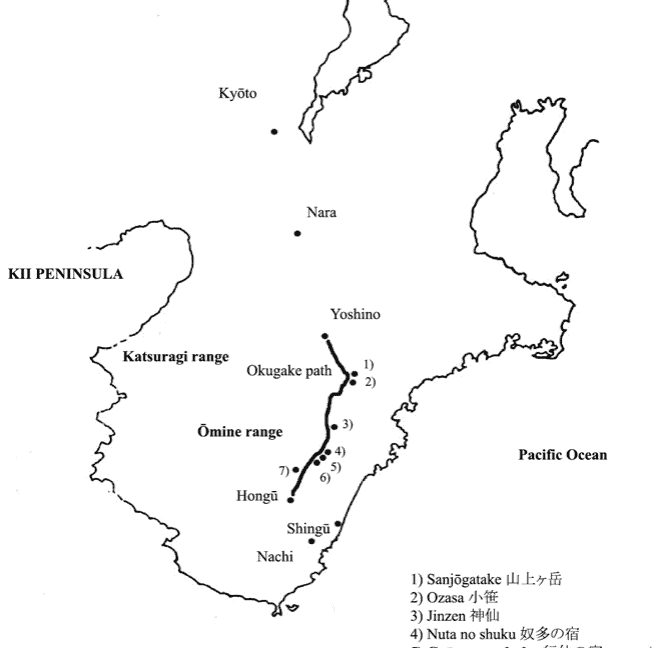 Kyōto
Nara
KII PENINSULA
Yoshino
Katsuragi range
Okugake path
1)
2)
Ōmine range
3)
4)
5)
6)
7)
Pacific Ocean
Hongū
Shingū
Nachi
1) Sanjōgatake 山上ヶ岳
2) Ozasa 小笹
3) Jinzen 神仙
4) Nuta no shuku 奴多の宿